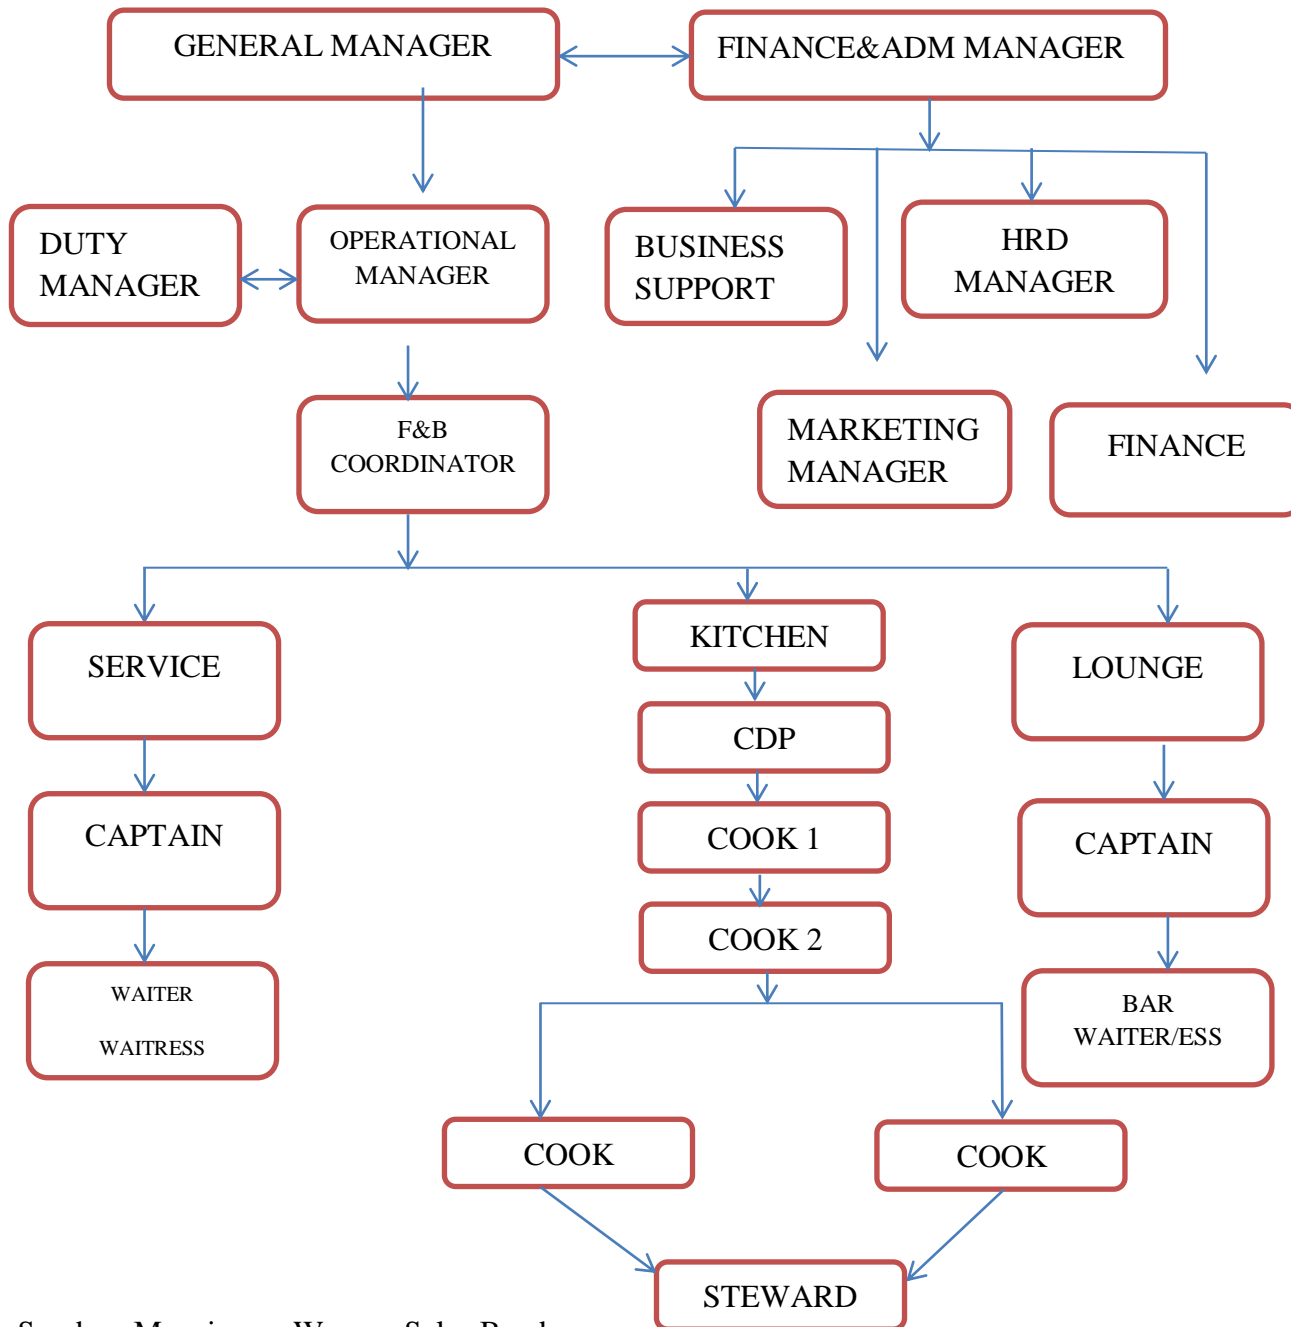 GENERAL MANAGER
FINANCE&ADM MANAGER
DUTY
MANAGER
OPERATIONAL
MANAGER
BUSINESS
SUPPORT
HRD
MANAGER
F&B
COORDINATOR
MARKETING
MANAGER
FINANCE
SERVICE
KITCHEN
LOUNGE
CDP
CAPTAIN
COOK 1
CAPTAIN
COOK 2
WAITER
WAITRESS
BAR
WAITER/ESS
COOK
COOK
STEWARD